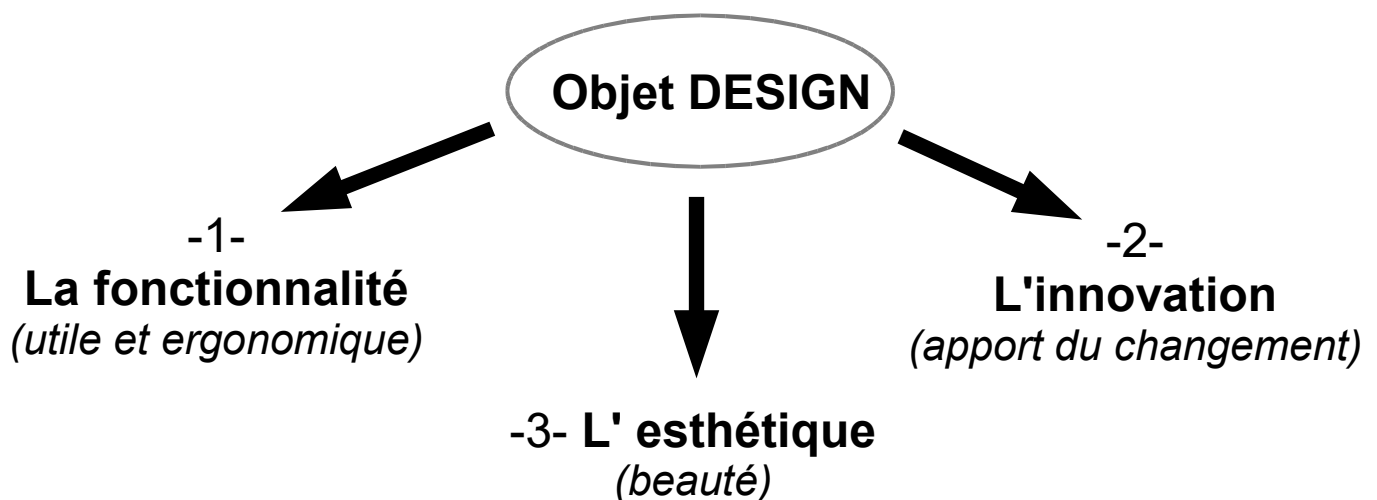 Objet DESIGN
-1-
La fonctionnalité
(utile et ergonomique)
-2-
L'innovation
(apport du changement)
-3- L' esthétique
(beauté)